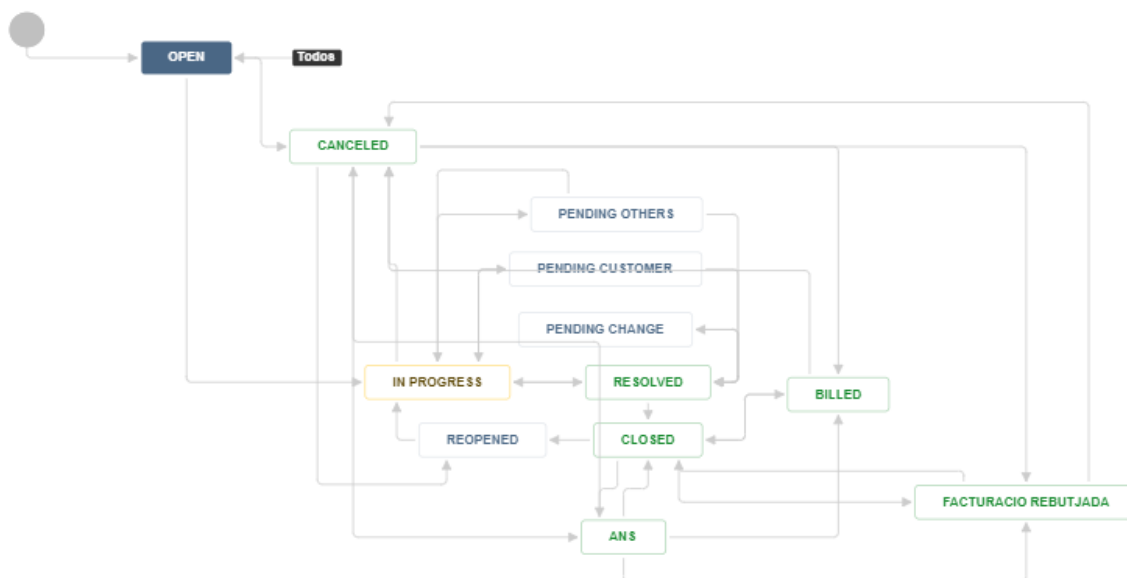 OPEN
Todos
CANCELED
PENDING OTHERS
PENDING CUSTOMER
PENDING CHANGE
IN PROGRESS
RESOLVED
BILLED
REOPENED
CLOSED
FACTURACIO REBUTJADA
ANS